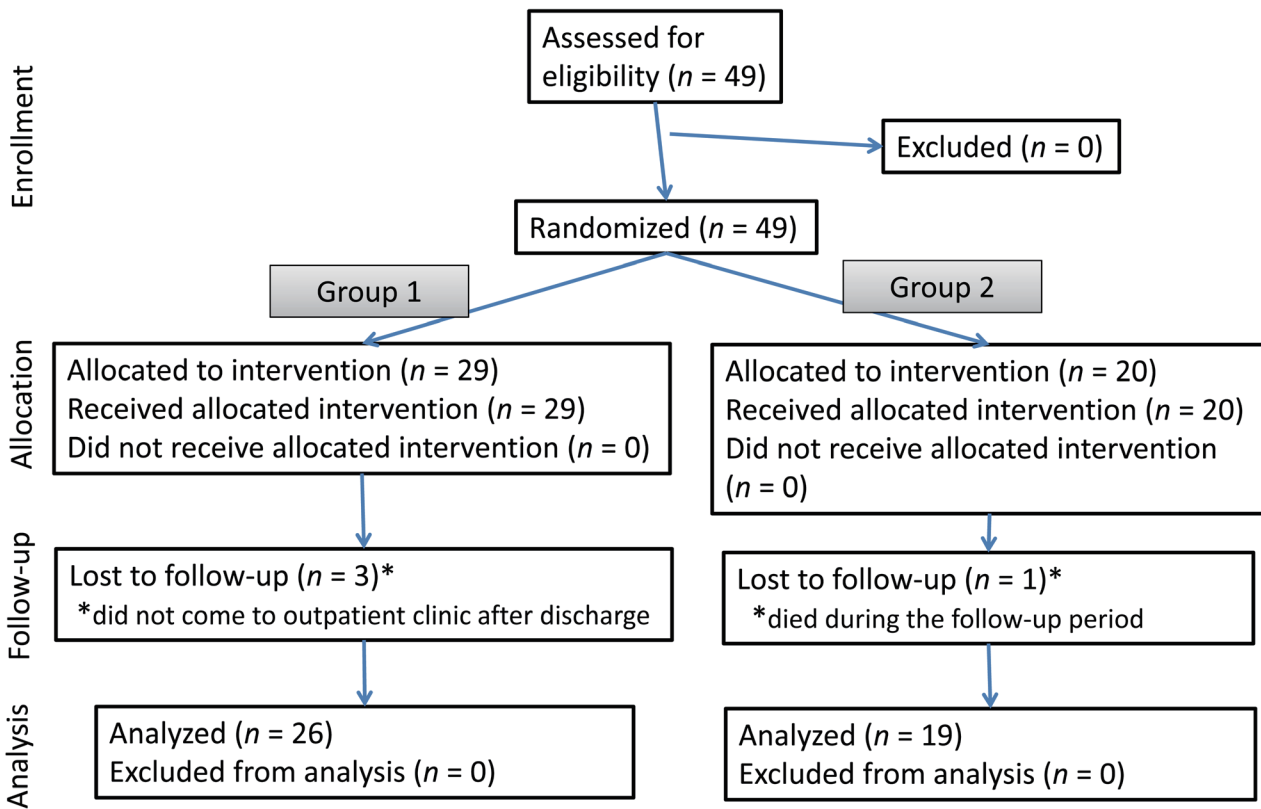 Enrollment
Assessed for
eligibility (n = 49)
Excluded (n = 0)
Randomized (n = 49)
Group 1
Group 2
Allocation
Allocated to intervention (n = 29)
Received allocated intervention (n = 29)
Did not receive allocated intervention (n = 0)
Allocated to intervention (n = 20)
Received allocated intervention (n = 20)
Did not receive allocated intervention
(n = 0)
Follow-up
Lost to follow-up (n = 3)*
*did not come to outpatient clinic after discharge
Lost to follow-up (n = 1)*
*died during the follow-up period
Analysis
Analyzed (n = 26)
Excluded from analysis (n = 0)
Analyzed (n = 19)
Excluded from analysis (n = 0)